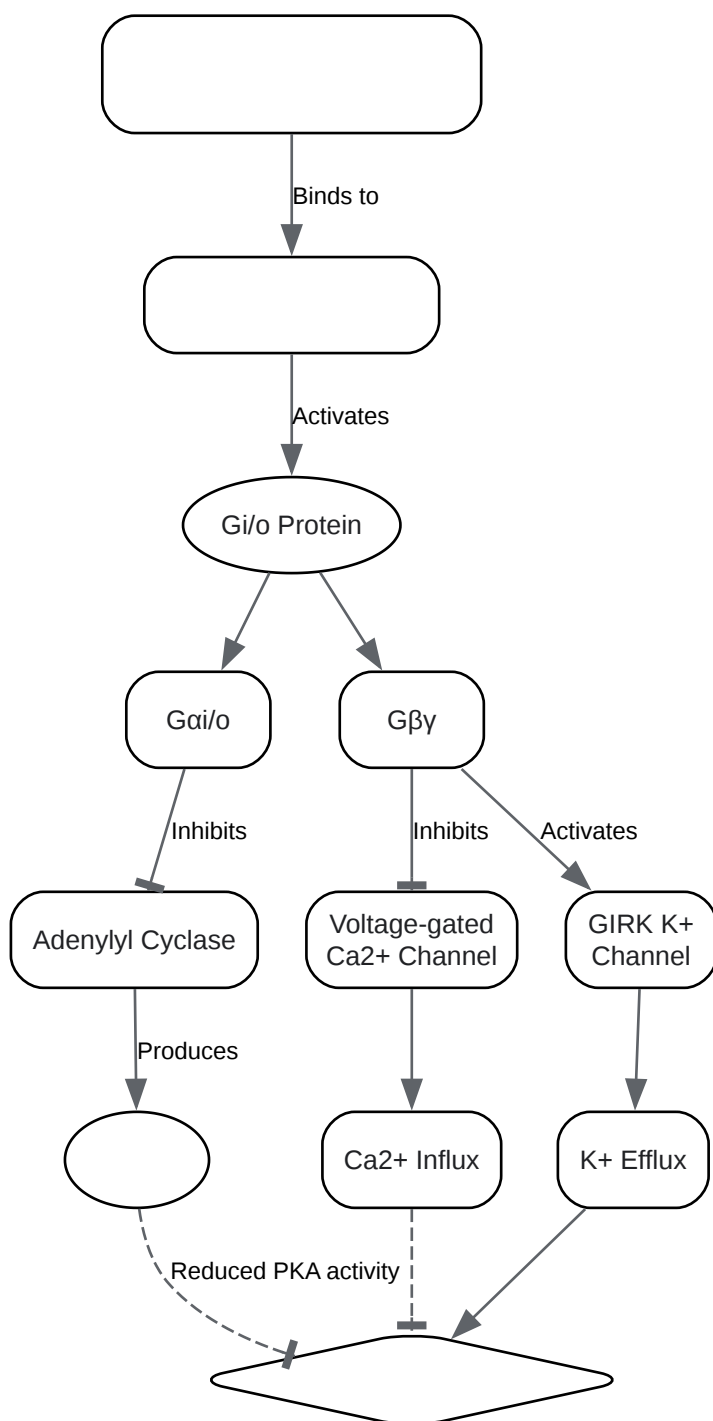 Binds to
Activates
Gi/o Protein
Gαi/o
Gβγ
Inhibits
Inhibits
Activates
Adenylyl Cyclase
Voltage-gated
Ca2+ Channel
GIRK K+
Channel
Produces
Ca2+ Influx
K+ Efflux
Reduced PKA activity